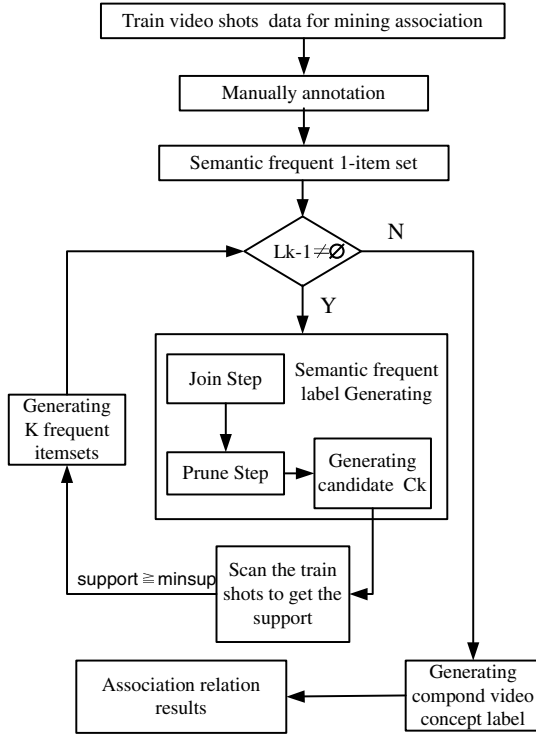 Train video shots data for mining association
Manually annotation
Semantic frequent 1-item set
Lk-1≠∅
N
Y
Semantic frequent
label Generating
Join Step
Prune Step
Generating
candidate Ck
Generating
K frequent
itemsets
support≧minsup
Scan the train
shots to get the
support
Generating
compond video
concept label
Association relation
results